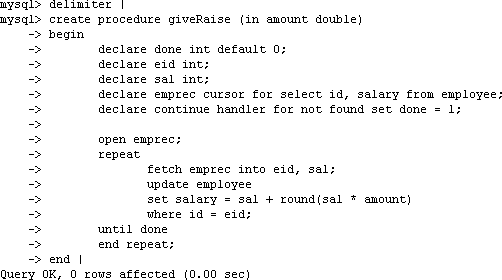 mysql> delimiter |
mysql> create procedure giveRaise (in amount double)
    -> begin
    ->         declare done int default 0;
    ->         declare eid int;
    ->         declare sal int;
    ->         declare emprec cursor for select id, salary from employee;
    ->         declare continue handler for not found set done = 1;
    ->
    ->         open emprec;
    ->         repeat
    ->                 fetch emprec into eid, sal;
    ->                 update employee
    ->                 set salary = sal + round(sal * amount)
    ->                 where id = eid;
    ->         until done
    ->         end repeat;
    -> end |
Query OK, 0 rows affected (0.00 sec)